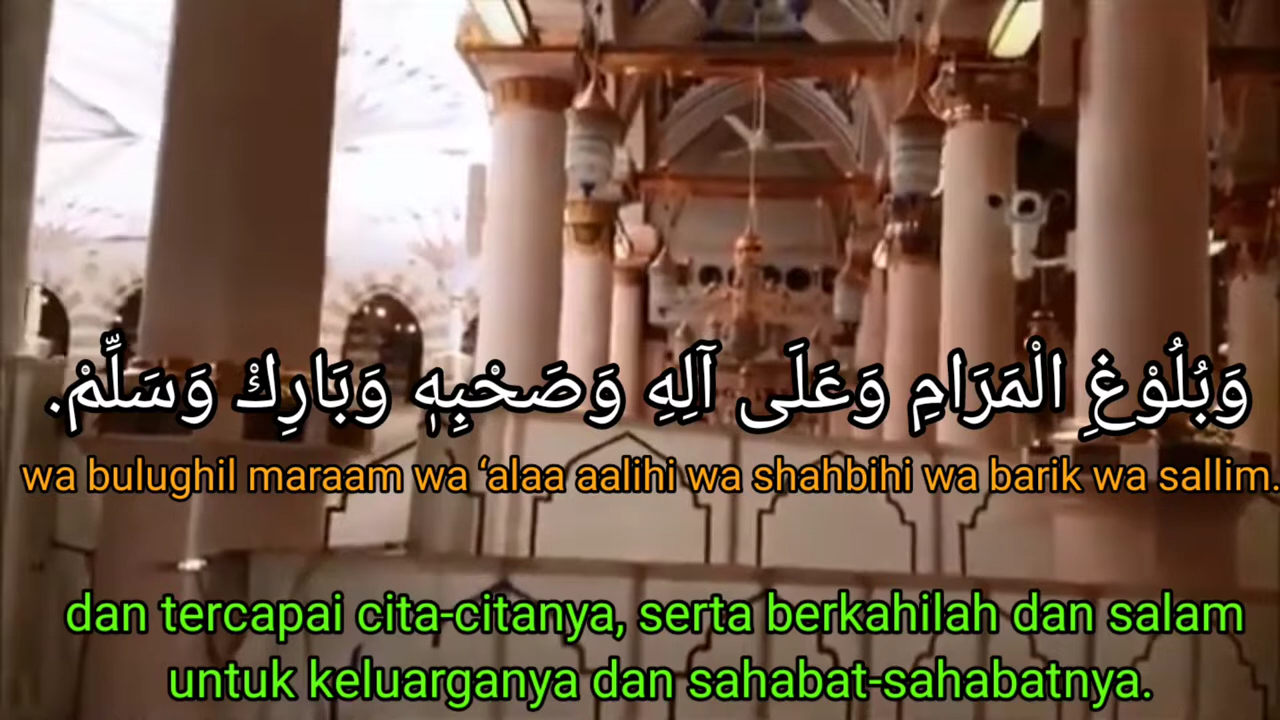 وَبُلُوْغِ الْمَرَامِ وَعَلَى آلِهِ وَصَحْبِهٖ وَبَارِكْ وَسَلِّمْ.
wa bulughil maraam wa ‘alaa aalihi wa shahbihi wa barik wa sallim.
dan tercapai cita-citanya, serta berkahilah dan salam
untuk keluarganya dan sahabat-sahabatnya.